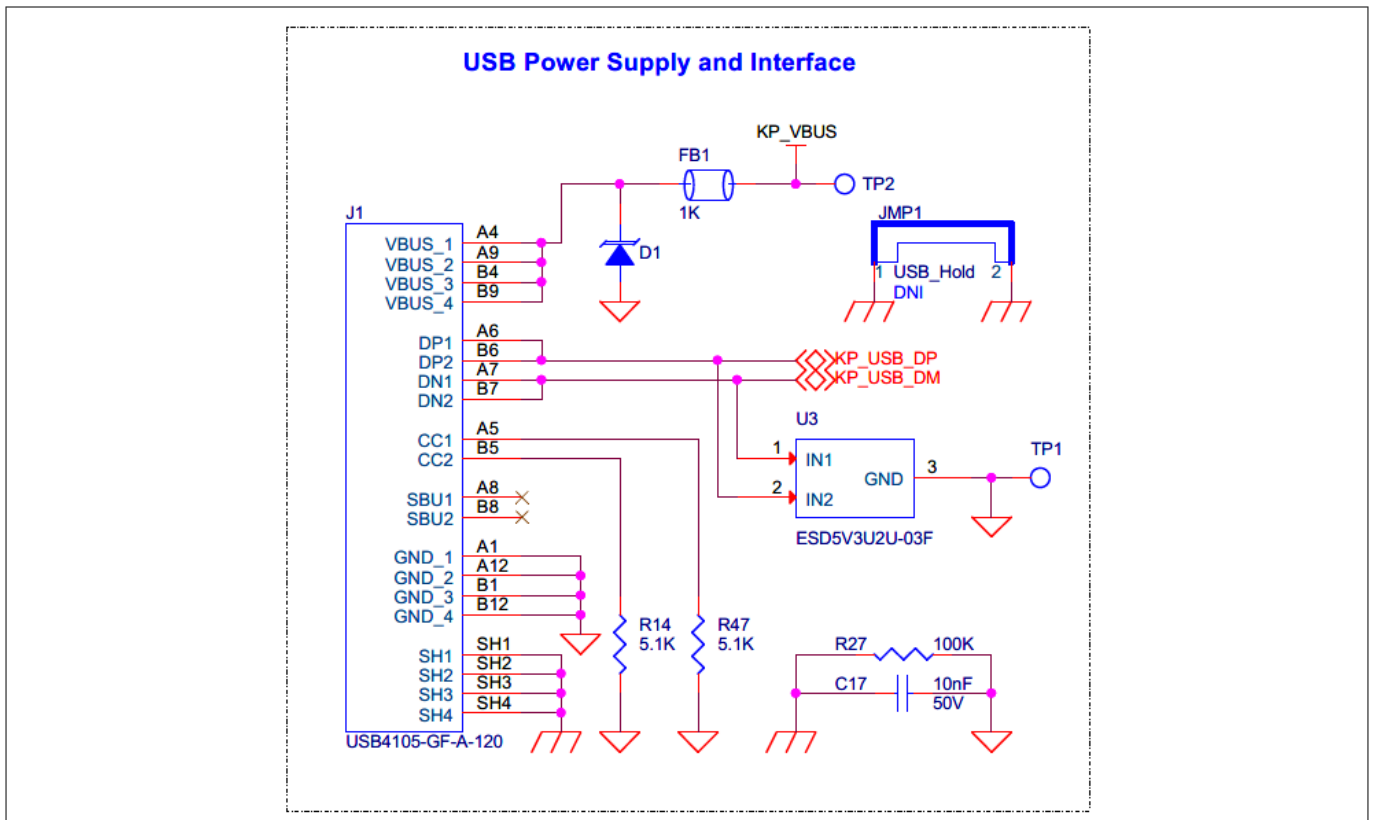 USB Power Supply and Interface
KP_VBUS
FB1
1K
TP2
J1
JMP1
1 USB_Hold 2
DNI
D1
VBUS_1 A4
VBUS_2 A9
VBUS_3 B4
VBUS_4 B9
DP1 A6
DP2 B6
DN1 A7
DN2 B7
KP_USB_DP
KP_USB_DM
CC1 A5
CC2 B5
U3
1 IN1
2 IN2
GND 3
TP1
ESD5V3U2U-03F
SBU1 A8
SBU2 B8
GND_1 A1
GND_2 A12
GND_3 B1
GND_4 B12
R14
5.1K
R47
5.1K
SH1 SH1
SH2 SH2
SH3 SH3
SH4 SH4
USB4105-GF-A-120
R27 100K
C17 10nF
50V